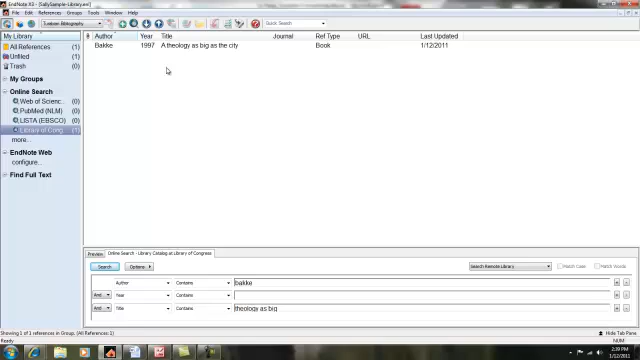 EndNote X3 - [SallySample-Library.enl]
File Edit References Groups Tools Window Help
Turabian Bibliography
Quick Search
My Library
Author Year Title Journal Ref Type URL Last Updated
All References (1)
Bakke 1997 A theology as big as the city Book 1/12/2011
Unfiled (1)
Trash (0)
My Groups
Online Search
Web of Scienc... (0)
PubMed (NLM) (0)
LISTA (EBSCO) (0)
Library of Cong... (1)
more...
EndNote Web
configure...
Find Full Text
Preview Online Search - Library Catalog at Library of Congress
Search Options Search Remote Library Match Case Match Words
Author Contains bakke
And Year Contains
And Title Contains theology as big
Showing 1 of 1 references in Group. (All References: 1)
Hide Tab Pane
Ready
NUM
2:39 PM
1/12/2011